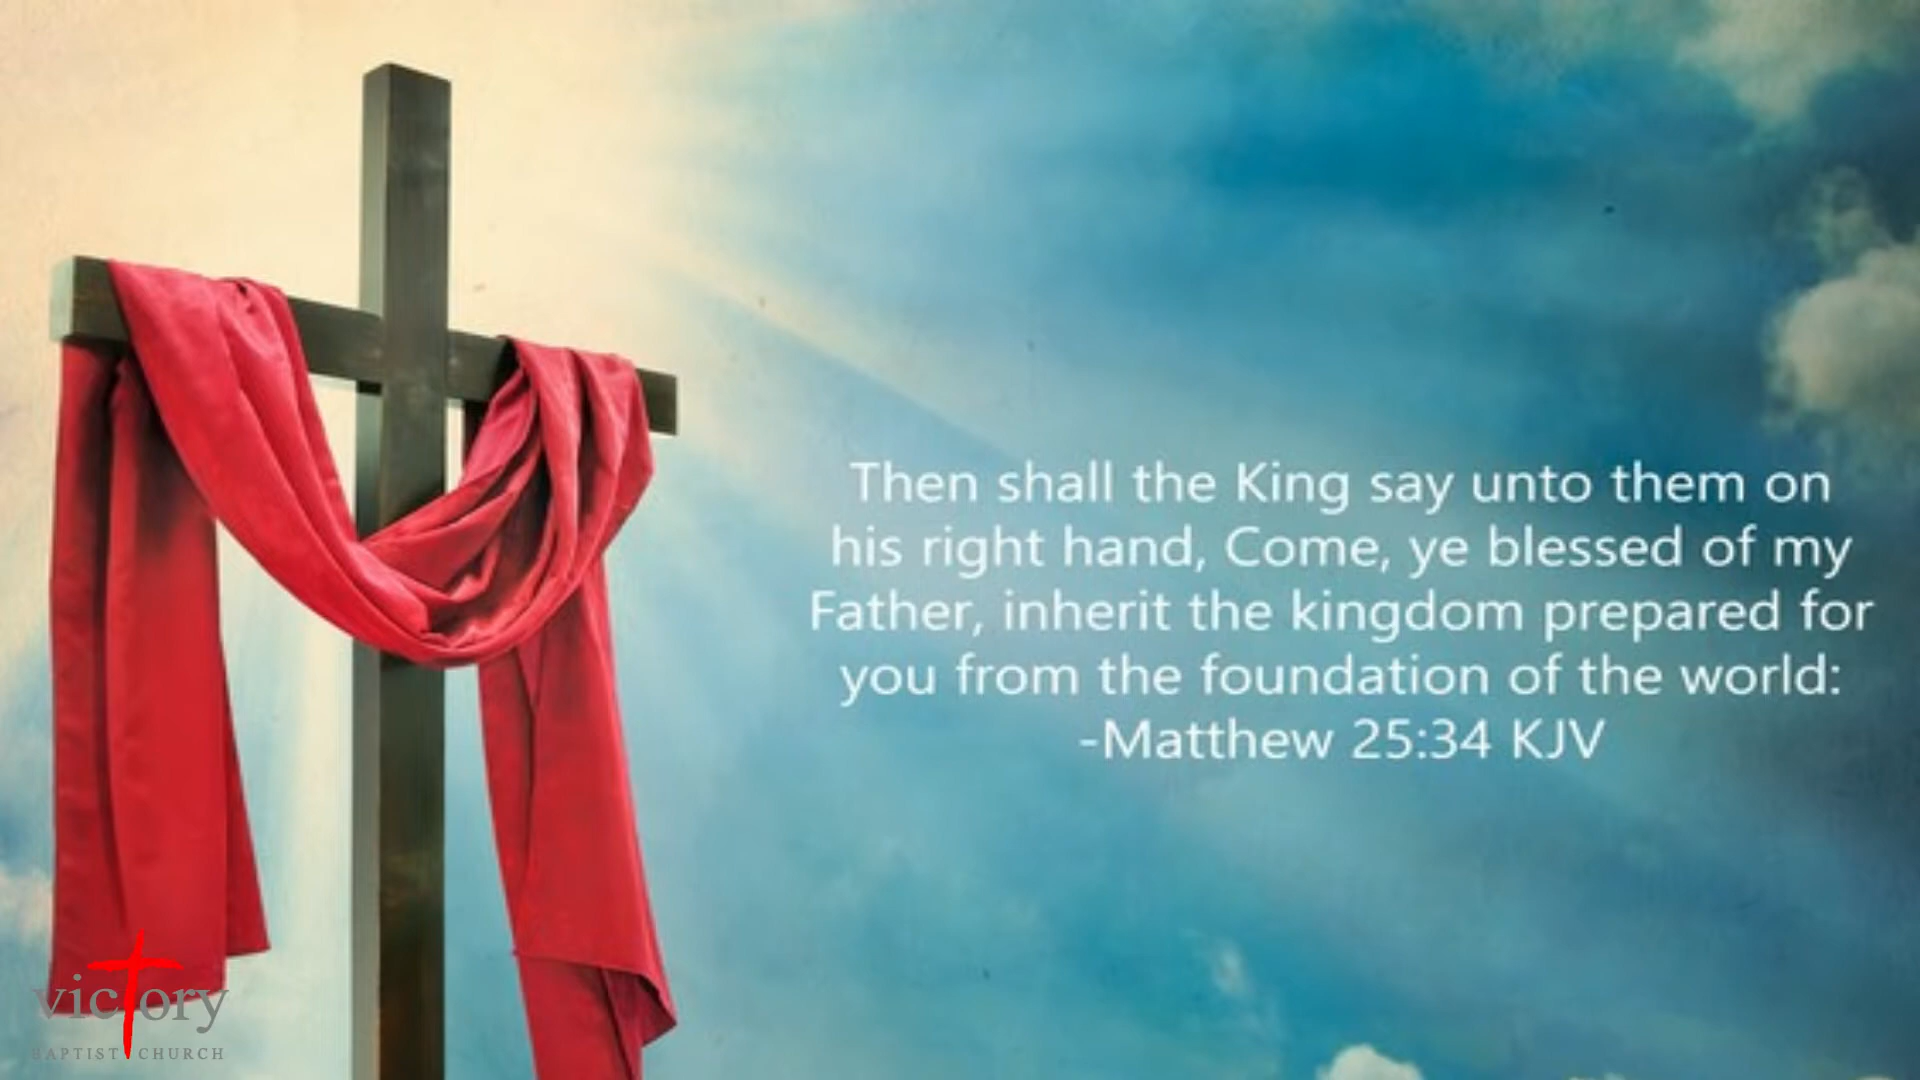 Then shall the King say unto them on
his right hand, Come, ye blessed of my
Father, inherit the kingdom prepared for
you from the foundation of the world:
-Matthew 25:34 KJV
victory
BAPTIST CHURCH